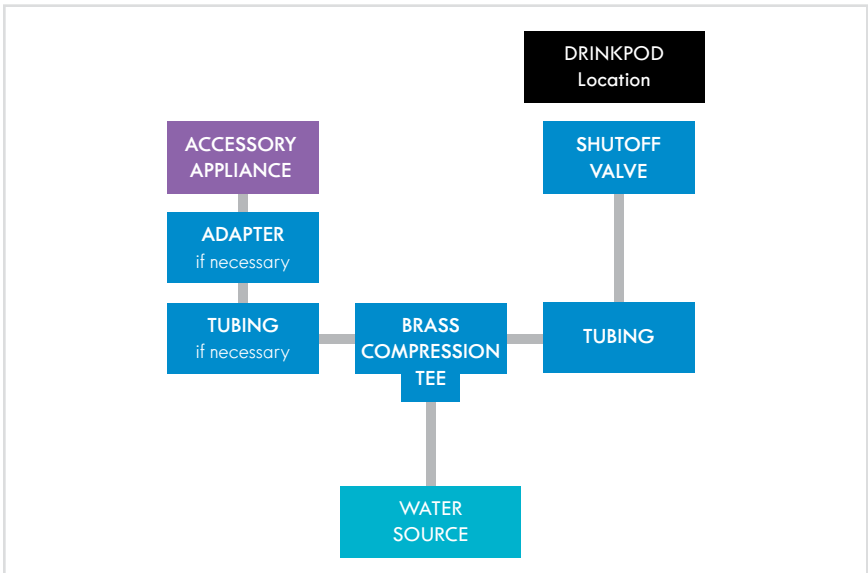 DRINKPOD
Location
ACCESSORY
APPLIANCE
SHUTOFF
VALVE
ADAPTER
if necessary
TUBING
if necessary
BRASS
COMPRESSION
TEE
TUBING
WATER
SOURCE